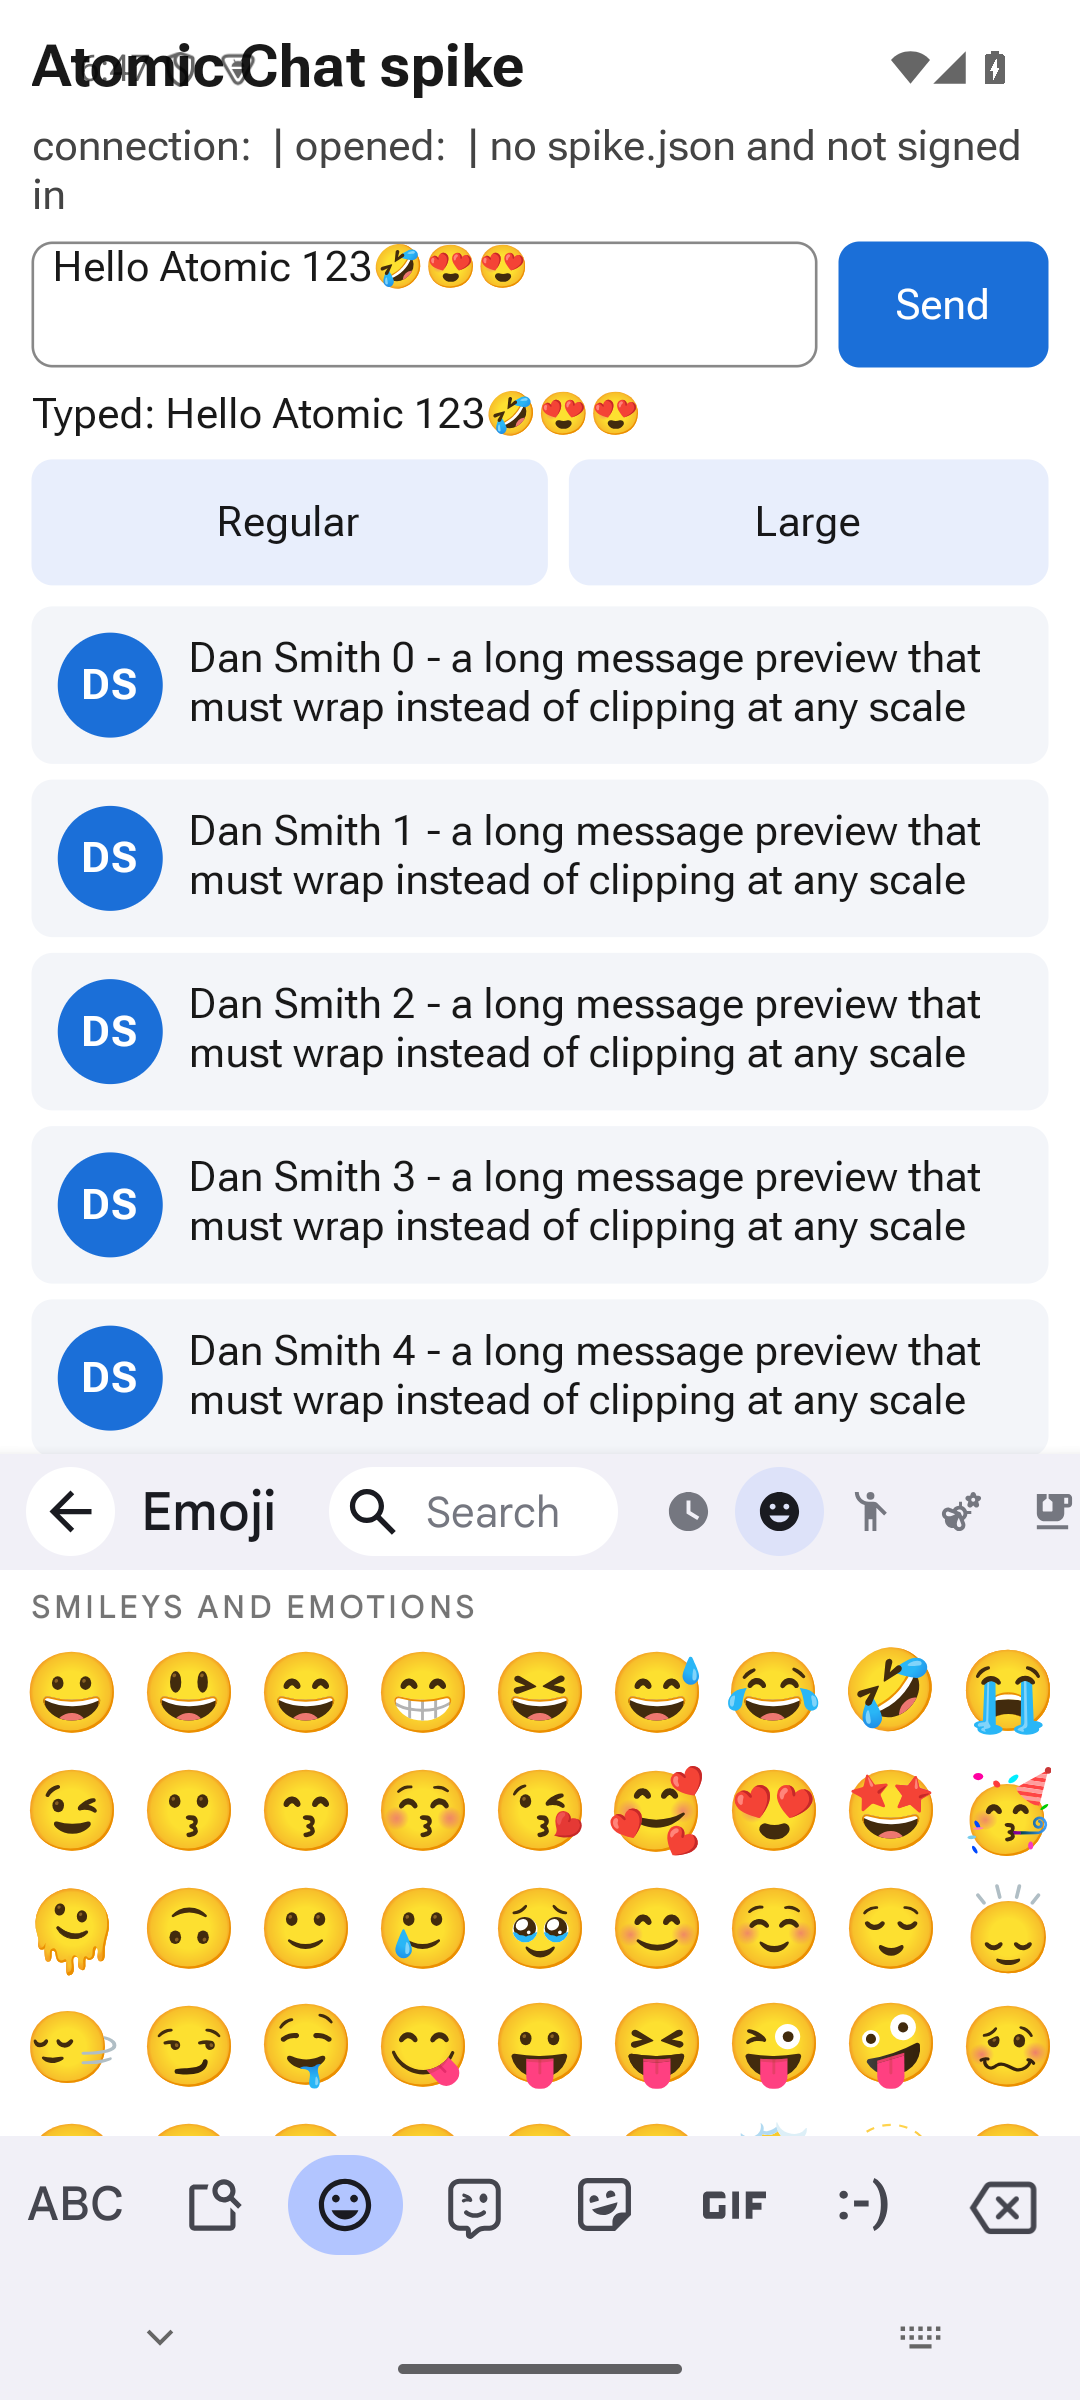 Atomic Chat spike
connection:  | opened:  | no spike.json and not signed
in
Hello Atomic 123🤣😍😍
Send
Typed: Hello Atomic 123🤣😍😍
Regular
Large
DS
Dan Smith 0 - a long message preview that
must wrap instead of clipping at any scale
DS
Dan Smith 1 - a long message preview that
must wrap instead of clipping at any scale
DS
Dan Smith 2 - a long message preview that
must wrap instead of clipping at any scale
DS
Dan Smith 3 - a long message preview that
must wrap instead of clipping at any scale
DS
Dan Smith 4 - a long message preview that
must wrap instead of clipping at any scale
Emoji
Search
SMILEYS AND EMOTIONS
ABC
GIF
:-)